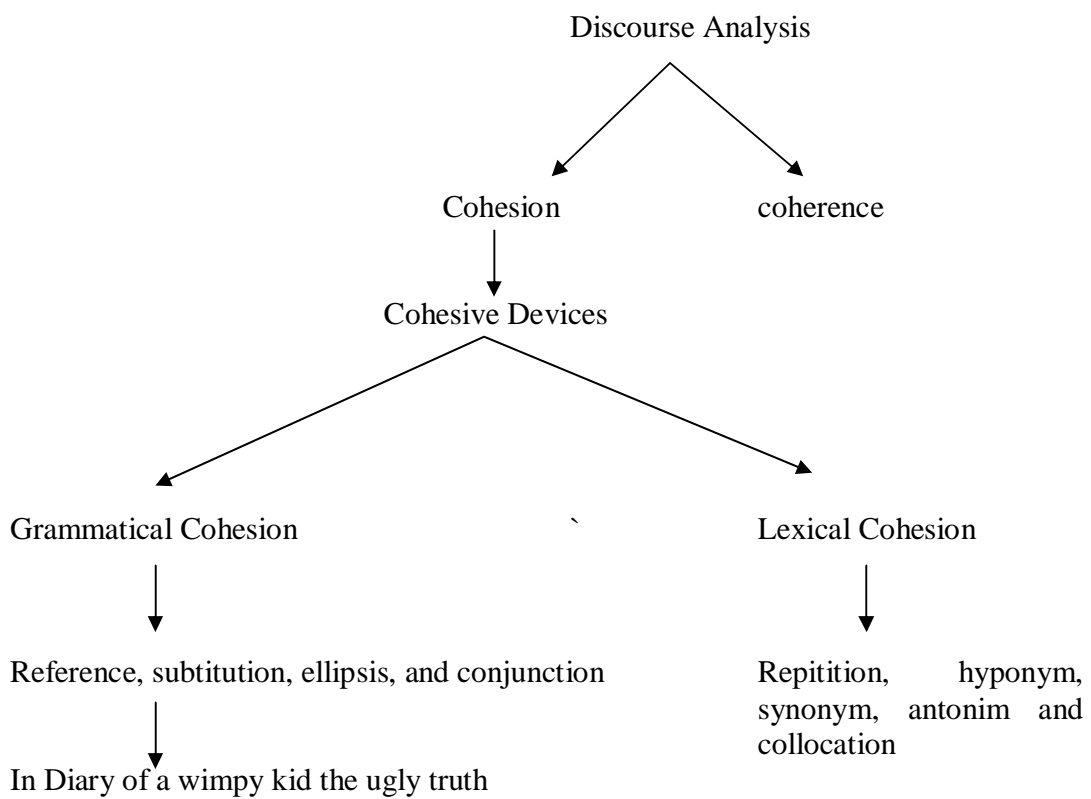 Discourse Analysis
Cohesion coherence
Cohesive Devices
Grammatical Cohesion ` Lexical Cohesion
Reference, subtitution, ellipsis, and conjunction
Repitition, hyponym,
synonym, antonim and
collocation
In Diary of a wimpy kid the ugly truth